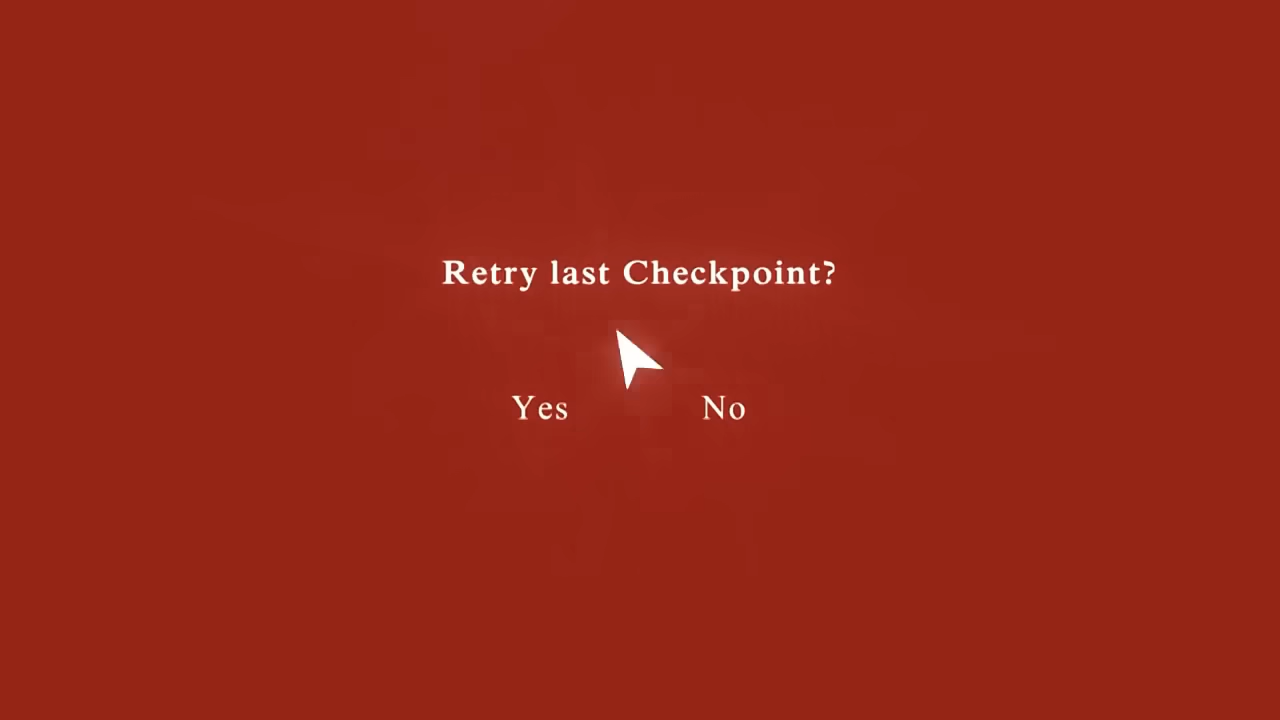 Retry last Checkpoint?
Yes No